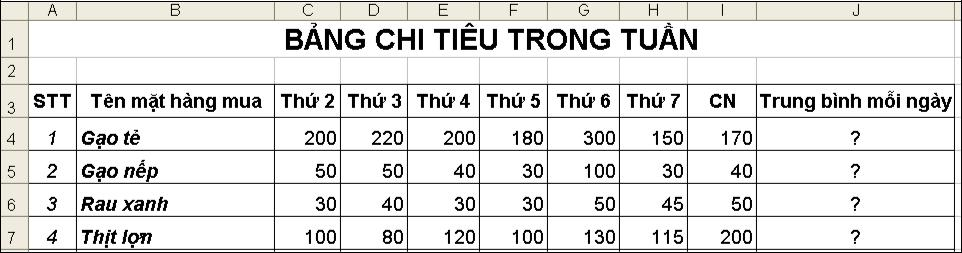 A B C D E F G H I J
1 BẢNG CHI TIÊU TRONG TUẦN
2
3 STT Tên mặt hàng mua Thứ 2 Thứ 3 Thứ 4 Thứ 5 Thứ 6 Thứ 7 CN Trung bình mỗi ngày
4 1 Gạo tẻ 200 220 200 180 300 150 170 ?
5 2 Gạo nếp 50 50 40 30 100 30 40 ?
6 3 Rau xanh 30 40 30 30 50 45 50 ?
7 4 Thịt lợn 100 80 120 100 130 115 200 ?